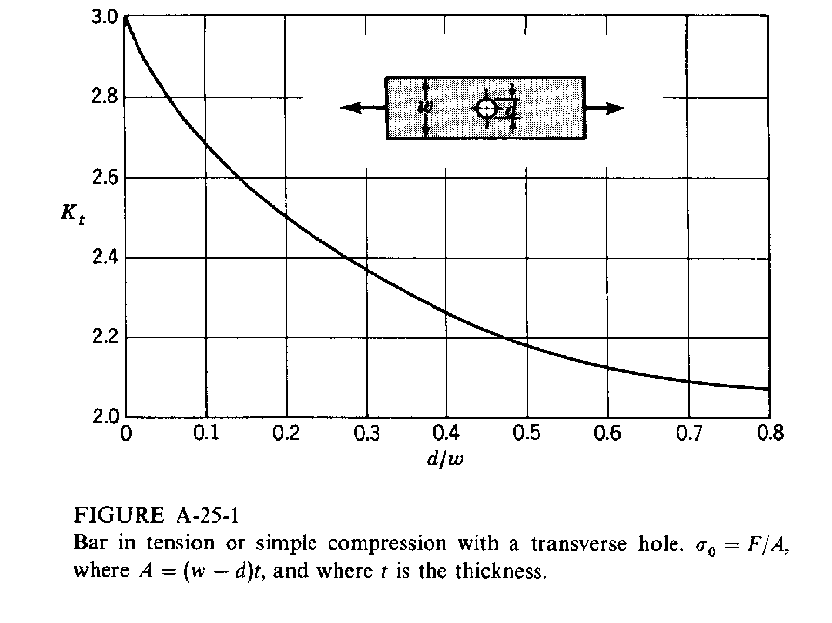 3.0
2.8
2.6
K_t
2.4
2.2
2.0
w
d
0 0.1 0.2 0.3 0.4 0.5 0.6 0.7 0.8
d/w
FIGURE A-25-1
Bar in tension or simple compression with a transverse hole. σ₀ = F/A,
where A = (w − d)t, and where t is the thickness.